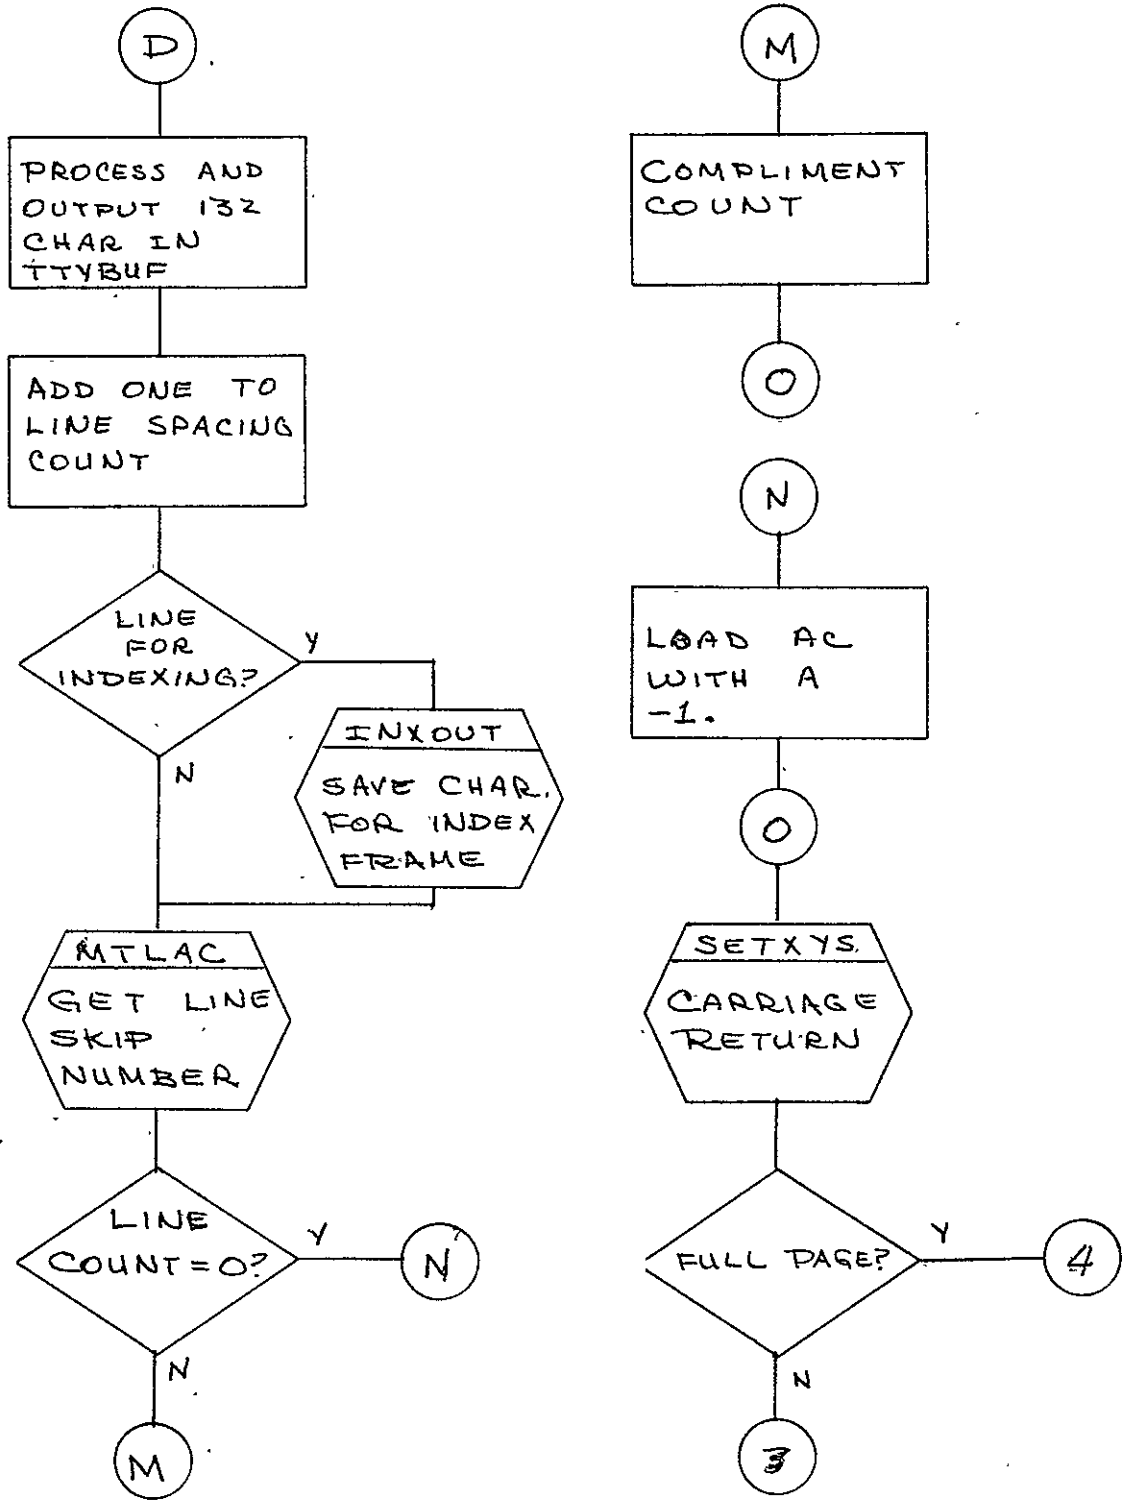 D
PROCESS AND
OUTPUT 132
CHAR IN
TTYBUF
ADD ONE TO
LINE SPACING
COUNT
LINE
FOR
INDEXING?
Y
N
INXOUT
SAVE CHAR.
FOR INDEX
FRAME
MTLAC
GET LINE
SKIP
NUMBER
LINE
COUNT=0?
Y
N
N
M
M
COMPLIMENT
COUNT
O
N
LOAD AC
WITH A
-1.
O
SETXYS.
CARRIAGE
RETURN
FULL PAGE?
Y
4
N
3